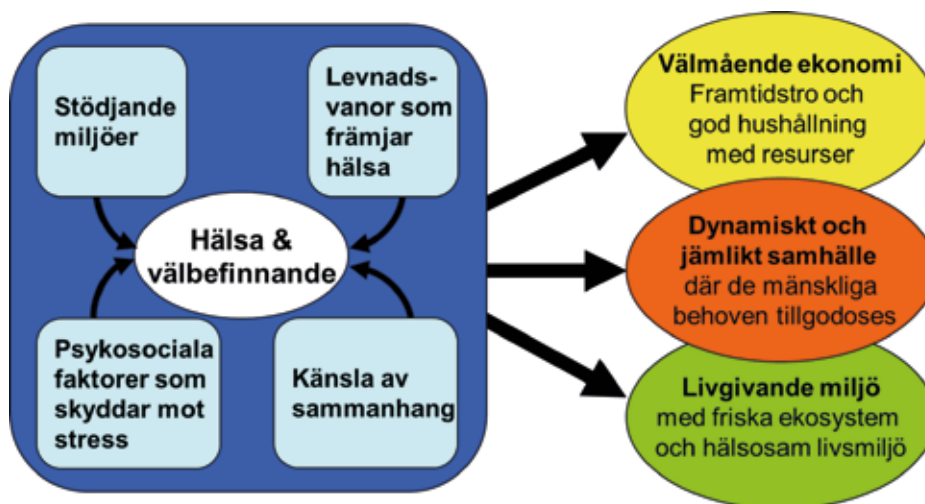 Stödjande
miljöer
Levnads-
vanor som
främjar
hälsa
Hälsa &
välbefinnande
Psykosociala
faktorer som
skyddar mot
stress
Känsla av
sammanhang
Välmående ekonomi
Framtidstro och
god hushållning
med resurser
Dynamiskt och
jämlikt samhälle
där de mänskliga
behoven tillgodoses
Livgivande miljö
med friska ekosystem
och hälsosam livsmiljö